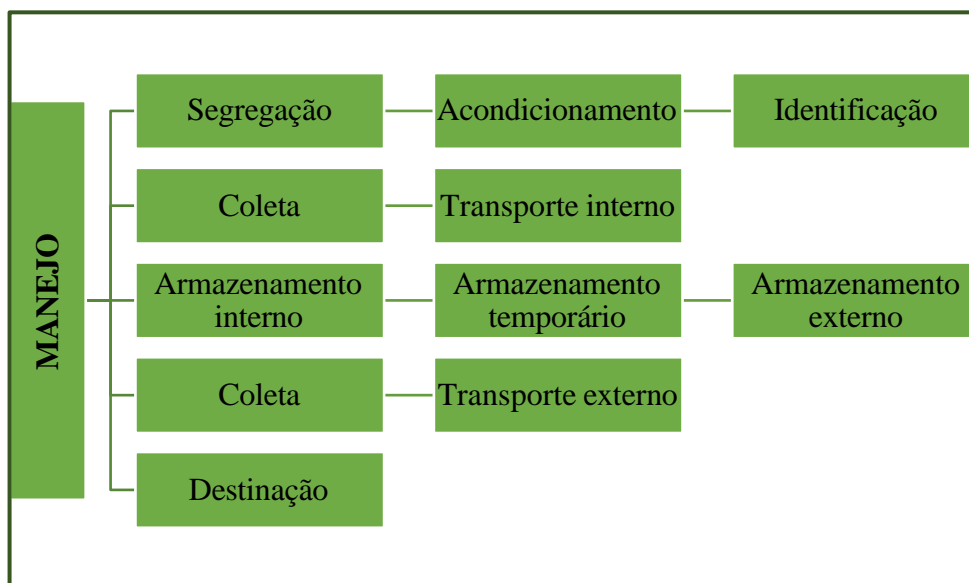 MANEJO
Segregação
Acondicionamento
Identificação
Coleta
Transporte interno
Armazenamento
interno
Armazenamento
temporário
Armazenamento
externo
Coleta
Transporte externo
Destinação